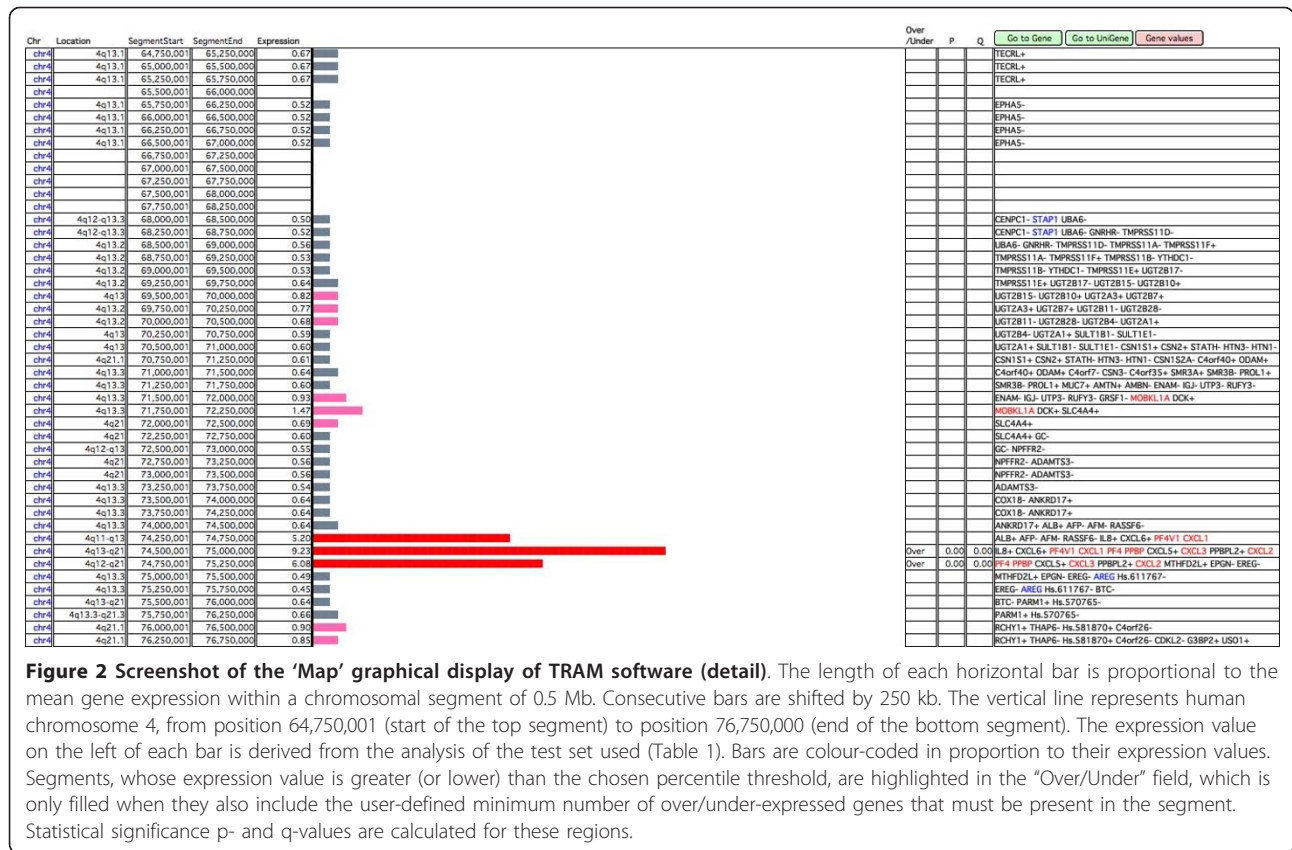 Chr Location SegmentStart SegmentEnd Expression Over /Under P Q Go to Gene Go to UniGene Gene values
chr4 4q13.1 64,750,001 65,250,000 0.67 TECRL+
chr4 4q13.1 65,000,001 65,500,000 0.67 TECRL+
chr4 4q13.1 65,250,001 65,750,000 0.67 TECRL+
chr4 65,500,001 66,000,000
chr4 4q13.1 65,750,001 66,250,000 0.52 EPHA5-
chr4 4q13.1 66,000,001 66,500,000 0.52 EPHA5-
chr4 4q13.1 66,250,001 66,750,000 0.52 EPHA5-
chr4 4q13.1 66,500,001 67,000,000 0.52 EPHA5-
chr4 66,750,001 67,250,000
chr4 67,000,001 67,500,000
chr4 67,250,001 67,750,000
chr4 67,500,001 68,000,000
chr4 67,750,001 68,250,000
chr4 4q12-q13.3 68,000,001 68,500,000 0.50 CENPC1- STAP1 UBA6-
chr4 4q12-q13.3 68,250,001 68,750,000 0.52 CENPC1- STAP1 UBA6- GNRHR- TMPRSS11D-
chr4 4q13.2 68,500,001 69,000,000 0.56 UBA6- GNRHR- TMPRSS11D- TMPRSS11A- TMPRSS11F+
chr4 4q13.2 68,750,001 69,250,000 0.53 TMPRSS11A- TMPRSS11F+ TMPRSS11B- YTHDC1-
chr4 4q13.2 69,000,001 69,500,000 0.53 TMPRSS11B- YTHDC1- TMPRSS11E+ UGT2B17-
chr4 4q13.2 69,250,001 69,750,000 0.64 TMPRSS11E+ UGT2B17- UGT2B15- UGT2B10+
chr4 4q13 69,500,001 70,000,000 0.82 UGT2B15- UGT2B10+ UGT2A3+ UGT2B7+
chr4 4q13.2 69,750,001 70,250,000 0.77 UGT2A3+ UGT2B7+ UGT2B11- UGT2B28-
chr4 4q13.2 70,000,001 70,500,000 0.68 UGT2B11- UGT2B28- UGT2B4- UGT2A1+
chr4 4q13 70,250,001 70,750,000 0.59 UGT2B4- UGT2A1+ SULT1B1- SULT1E1-
chr4 4q13 70,500,001 71,000,000 0.60 UGT2A1+ SULT1B1- SULT1E1- CSN1S1+ CSN2+ STATH- HTN3- HTN1-
chr4 4q21.1 70,750,001 71,250,000 0.61 CSN1S1+ CSN2+ STATH- HTN3- HTN1- CSN1S2A- C4orf40+ ODAM+
chr4 4q13.3 71,000,001 71,500,000 0.64 C4orf40+ ODAM+ C4orf7- CSN3- C4orf35+ SMR3A+ SMR3B- PROL1+
chr4 4q13.3 71,250,001 71,750,000 0.60 SMR3B- PROL1+ MUC7+ AMTN+ AMBN- ENAM- IGJ- UTP3- RUFY3-
chr4 4q13.3 71,500,001 72,000,000 0.93 ENAM- IGJ- UTP3- RUFY3- GRSF1- MOBKL1A DCK+
chr4 4q13.3 71,750,001 72,250,000 1.47 MOBKL1A DCK+ SLC4A4+
chr4 4q21 72,000,001 72,500,000 0.69 SLC4A4+
chr4 4q21 72,250,001 72,750,000 0.60 SLC4A4+ GC-
chr4 4q12-q13 72,500,001 73,000,000 0.55 GC- NPFFR2-
chr4 4q21 72,750,001 73,250,000 0.56 NPFFR2- ADAMTS3-
chr4 4q21 73,000,001 73,500,000 0.56 NPFFR2- ADAMTS3-
chr4 4q13.3 73,250,001 73,750,000 0.54 ADAMTS3-
chr4 4q13.3 73,500,001 74,000,000 0.64 COX18- ANKRD17+
chr4 4q13.3 73,750,001 74,250,000 0.64 COX18- ANKRD17+
chr4 4q13.3 74,000,001 74,500,000 0.64 ANKRD17+ ALB+ AFP- AFM- RASSF6-
chr4 4q11-q13 74,250,001 74,750,000 5.20 ALB+ AFP- AFM- RASSF6- IL8+ CXCL6+ PF4V1 CXCL1
chr4 4q13-q21 74,500,001 75,000,000 9.23 Over 0.00 0.00 IL8+ CXCL6+ PF4V1 CXCL1 PF4 PPBP CXCL5+ CXCL3 PPBPL2+ CXCL2
chr4 4q12-q21 74,750,001 75,250,000 6.08 Over 0.00 0.00 PF4 PPBP CXCL5+ CXCL3 PPBPL2+ CXCL2 MTHFD2L+ EPGN- EREG-
chr4 4q13.3 75,000,001 75,500,000 0.49 MTHFD2L+ EPGN- EREG- AREG Hs.611767-
chr4 4q13.3 75,250,001 75,750,000 0.45 EREG- AREG Hs.611767- BTC-
chr4 4q13-q21 75,500,001 76,000,000 0.64 BTC- PARM1+ Hs.570765-
chr4 4q13.3-q21.3 75,750,001 76,250,000 0.66 PARM1+ Hs.570765-
chr4 4q21.1 76,000,001 76,500,000 0.90 RCHY1+ THAP6- Hs.581870+ C4orf26-
chr4 4q21.1 76,250,001 76,750,000 0.85 RCHY1+ THAP6- Hs.581870+ C4orf26- CDKL2- G3BP2+ USO1+
Figure 2 Screenshot of the 'Map' graphical display of TRAM software (detail). The length of each horizontal bar is proportional to the
mean gene expression within a chromosomal segment of 0.5 Mb. Consecutive bars are shifted by 250 kb. The vertical line represents human
chromosome 4, from position 64,750,001 (start of the top segment) to position 76,750,000 (end of the bottom segment). The expression value
on the left of each bar is derived from the analysis of the test set used (Table 1). Bars are colour-coded in proportion to their expression values.
Segments, whose expression value is greater (or lower) than the chosen percentile threshold, are highlighted in the "Over/Under" field, which is
only filled when they also include the user-defined minimum number of over/under-expressed genes that must be present in the segment.
Statistical significance p- and q-values are calculated for these regions.